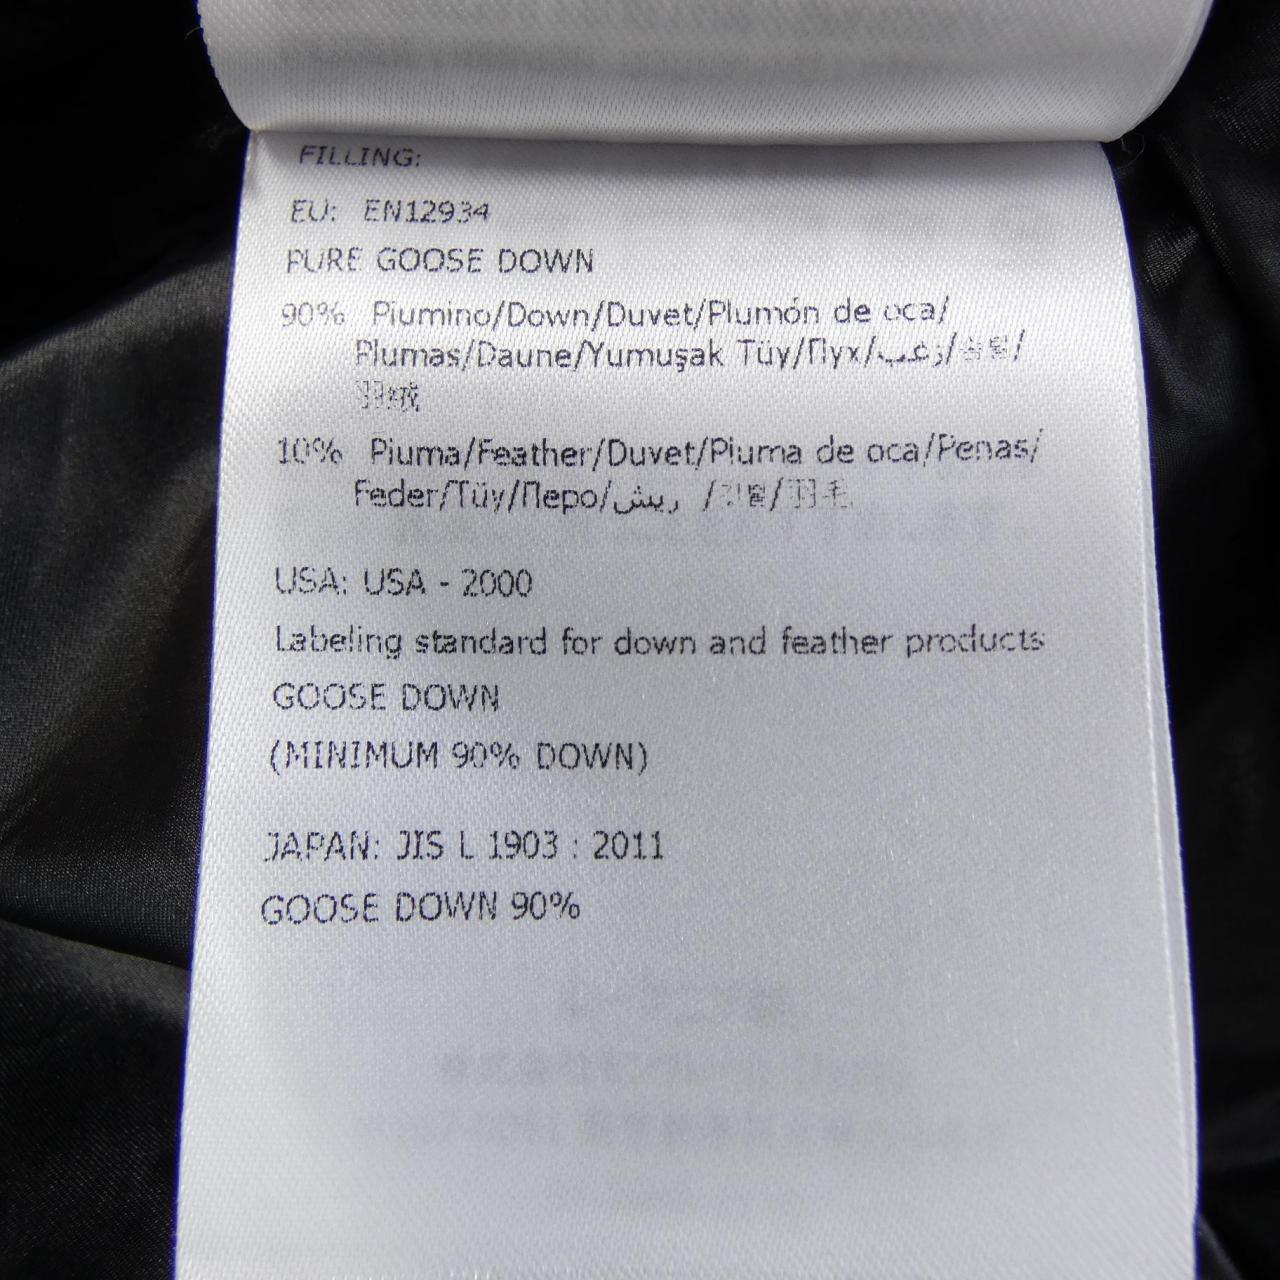 FILLING:
EU: EN12934
PURE GOOSE DOWN
90% Piumino/Down/Duvet/Plumón de oca/
Plumas/Daune/Yumuşak Tüy/Пух/زغب/솜털/
羽绒
10% Piuma/Feather/Duvet/Pluma de oca/Penas/
Feder/Tüy/Перо/ريش /깃털/羽毛
USA: USA - 2000
Labeling standard for down and feather products
GOOSE DOWN
(MINIMUM 90% DOWN)
JAPAN: JIS L 1903 : 2011
GOOSE DOWN 90%